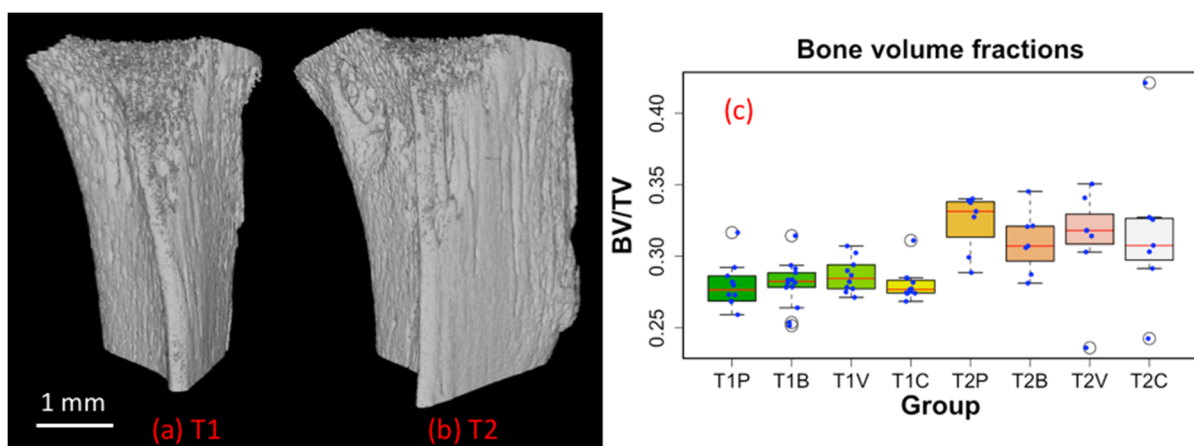 1 mm
(a) T1
(b) T2
Bone volume fractions
(c)
BV/TV
0.40
0.35
0.30
0.25
T1P T1B T1V T1C T2P T2B T2V T2C
Group